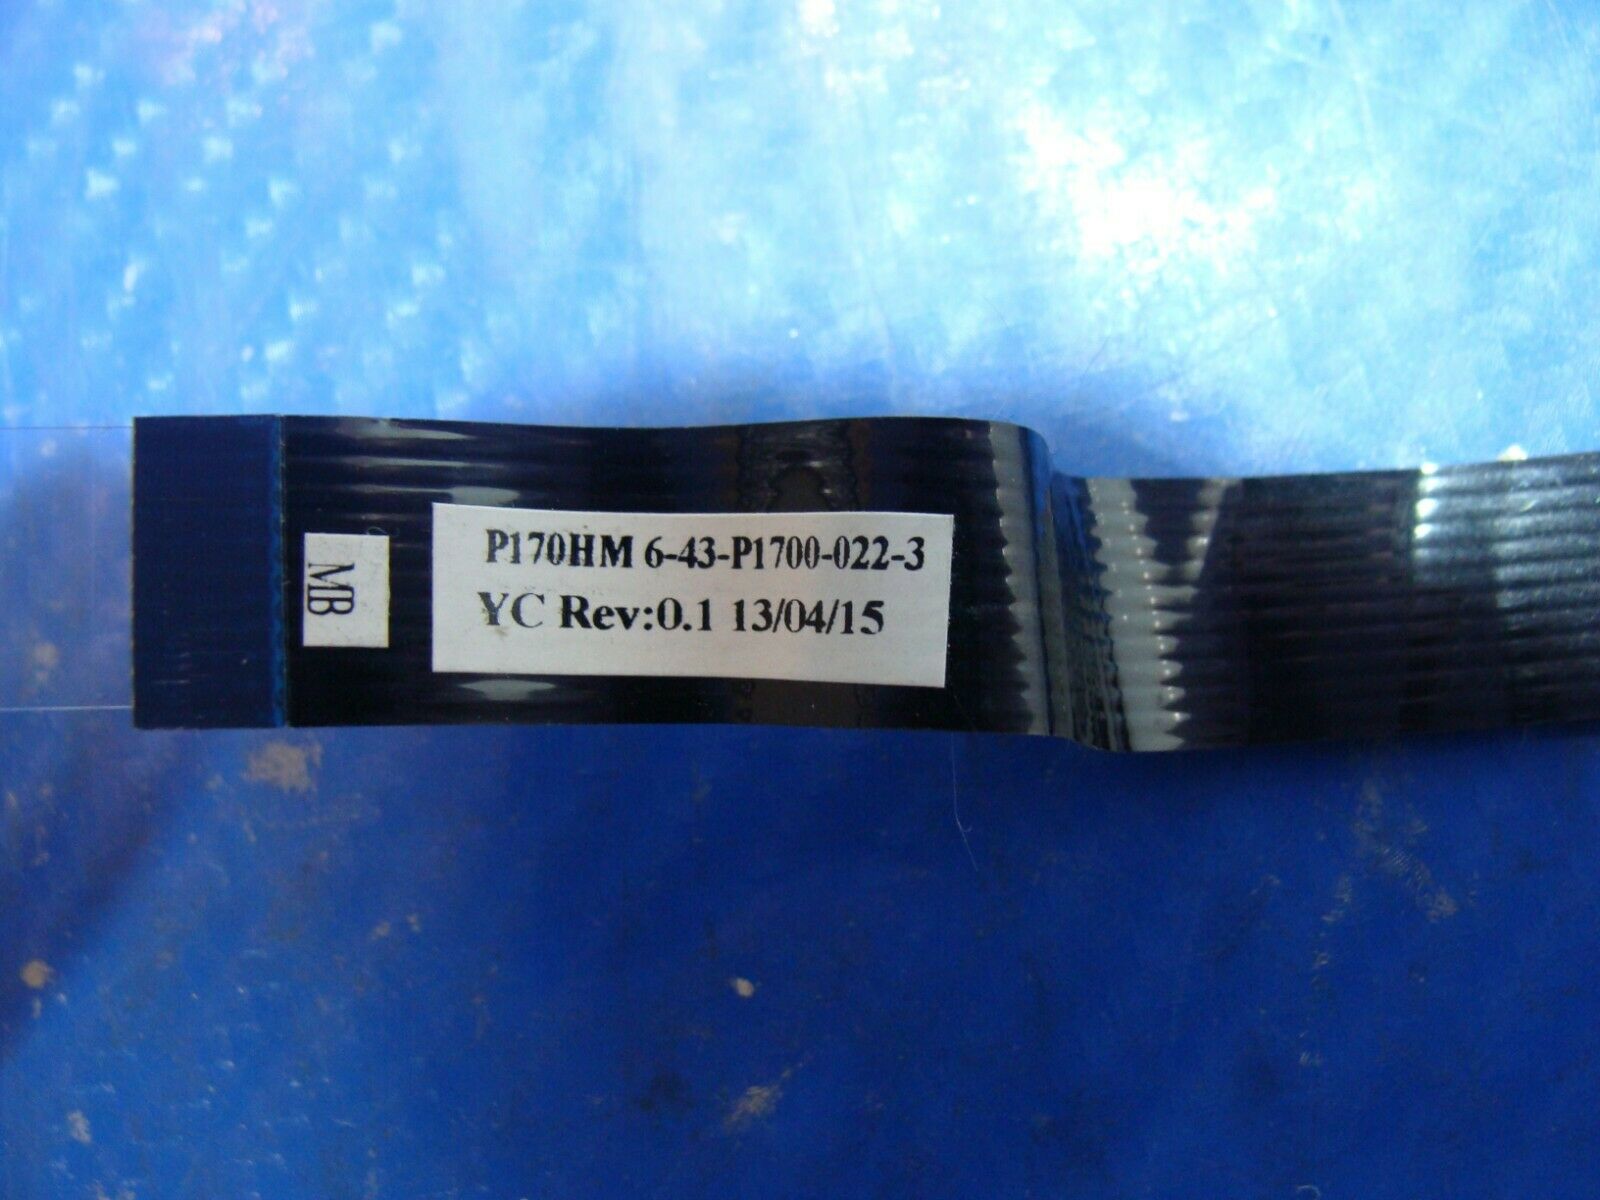 MB
P170HM 6-43-P1700-022-3
YC Rev:0.1 13/04/15